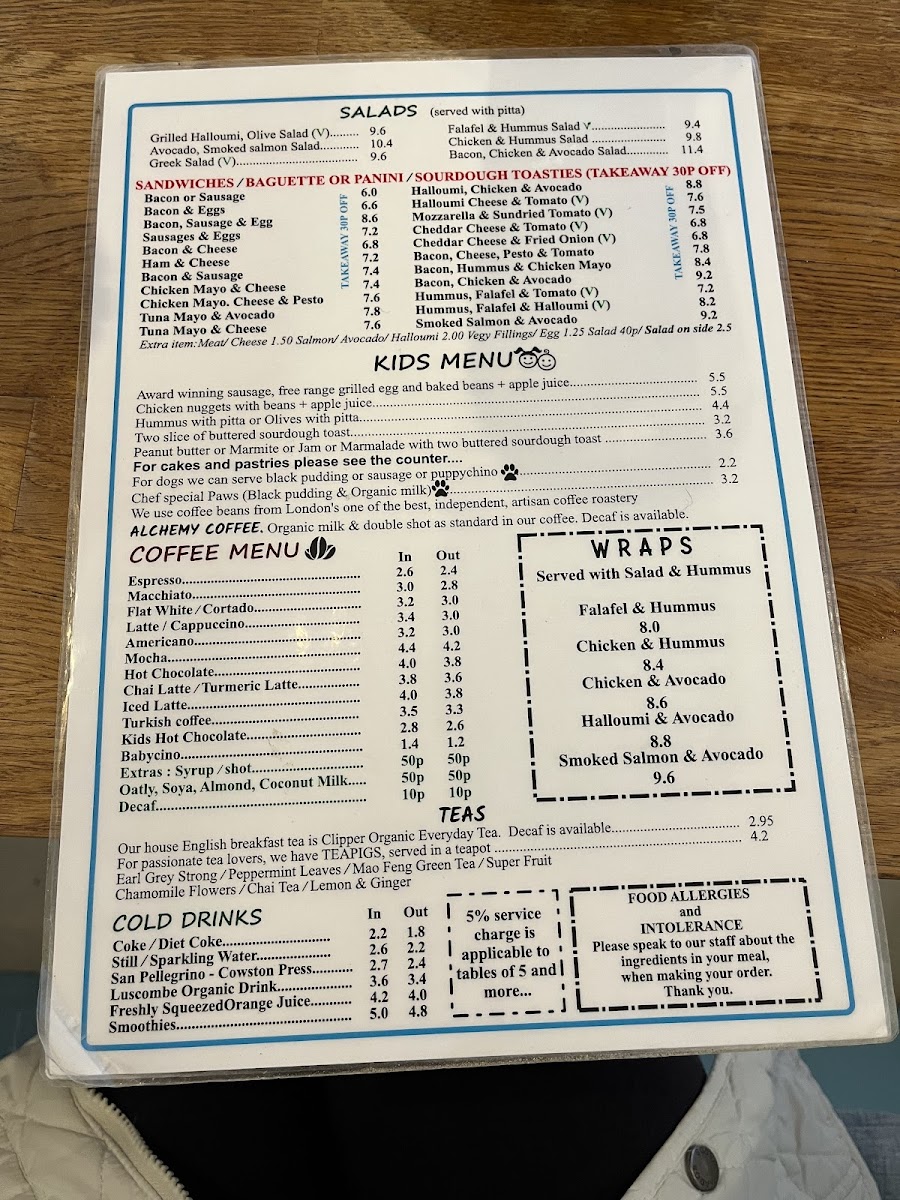 SALADS (served with pitta)
Grilled Halloumi, Olive Salad (V)......... 9.6
Avocado, Smoked salmon Salad............ 10.4
Greek Salad (V)..................................... 9.6
Falafel & Hummus Salad V....................... 9.4
Chicken & Hummus Salad ....................... 9.8
Bacon, Chicken & Avocado Salad............. 11.4
SANDWICHES / BAGUETTE OR PANINI / SOURDOUGH TOASTIES (TAKEAWAY 30P OFF)
Bacon or Sausage 6.0
Bacon & Eggs 6.6
Bacon, Sausage & Egg 8.6
Sausages & Eggs 7.2
Bacon & Cheese 6.8
Ham & Cheese 7.2
Bacon & Sausage 7.4
Chicken Mayo & Cheese 7.4
Chicken Mayo. Cheese & Pesto 7.6
Tuna Mayo & Avocado 7.8
Tuna Mayo & Cheese 7.6
TAKEAWAY 30P OFF
Halloumi, Chicken & Avocado 8.8
Halloumi Cheese & Tomato (V) 7.6
Mozzarella & Sundried Tomato (V) 7.5
Cheddar Cheese & Tomato (V) 6.8
Cheddar Cheese & Fried Onion (V) 6.8
Bacon, Cheese, Pesto & Tomato 7.8
Bacon, Hummus & Chicken Mayo 8.4
Bacon, Chicken & Avocado 9.2
Hummus, Falafel & Tomato (V) 7.2
Hummus, Falafel & Halloumi (V) 8.2
Smoked Salmon & Avocado 9.2
TAKEAWAY 30P OFF
Extra item:Meat/ Cheese 1.50 Salmon/ Avocado/ Halloumi 2.00 Vegy Fillings/ Egg 1.25 Salad 40p/ Salad on side 2.5
KIDS MENU
Award winning sausage, free range grilled egg and baked beans + apple juice....................................... 5.5
Chicken nuggets with beans + apple juice.................................................................................... 5.5
Hummus with pitta or Olives with pitta........................................................................................ 4.4
Two slice of buttered sourdough toast........................................................................................... 3.2
Peanut butter or Marmite or Jam or Marmalade with two buttered sourdough toast ............................... 3.6
For cakes and pastries please see the counter....
For dogs we can serve black pudding or sausage or puppychino .......................................................... 2.2
Chef special Paws (Black pudding & Organic milk).............................................................................. 3.2
We use coffee beans from London's one of the best, independent, artisan coffee roastery
ALCHEMY COFFEE. Organic milk & double shot as standard in our coffee. Decaf is available.
COFFEE MENU
In Out
Espresso...................................................... 2.6 2.4
Macchiato.................................................... 3.0 2.8
Flat White / Cortado.................................. 3.2 3.0
Latte / Cappuccino.................................... 3.4 3.0
Americano................................................... 3.2 3.0
Mocha......................................................... 4.4 4.2
Hot Chocolate............................................. 4.0 3.8
Chai Latte / Turmeric Latte.................. 3.8 3.6
Iced Latte.................................................... 4.0 3.8
Turkish coffee............................................. 3.5 3.3
Kids Hot Chocolate.................................... 2.8 2.6
Babycino...................................................... 1.4 1.2
Extras : Syrup / shot.................................. 50p 50p
Oatly, Soya, Almond, Coconut Milk..... 50p 50p
Decaf........................................................... 10p 10p
WRAPS
Served with Salad & Hummus
Falafel & Hummus
8.0
Chicken & Hummus
8.4
Chicken & Avocado
8.6
Halloumi & Avocado
8.8
Smoked Salmon & Avocado
9.6
TEAS
Our house English breakfast tea is Clipper Organic Everyday Tea. Decaf is available....................................... 2.95
For passionate tea lovers, we have TEAPIGS, served in a teapot ............................................................ 4.2
Earl Grey Strong / Peppermint Leaves / Mao Feng Green Tea / Super Fruit
Chamomile Flowers / Chai Tea / Lemon & Ginger
COLD DRINKS
In Out
Coke / Diet Coke................................. 2.2 1.8
Still / Sparkling Water...................... 2.6 2.2
San Pellegrino - Cowston Press............ 2.7 2.4
Luscombe Organic Drink...................... 3.6 3.4
Freshly SqueezedOrange Juice............ 4.2 4.0
Smoothies..................................................... 5.0 4.8
5% service
charge is
applicable to
tables of 5 and
more...
FOOD ALLERGIES
and
INTOLERANCE
Please speak to our staff about the
ingredients in your meal,
when making your order.
Thank you.